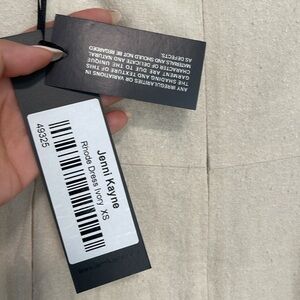 ANY IRREGULARITIES OR VARIATIONS IN
THE SHADING AND TEXTURE OF THIS
GARMENT ARE DUE TO THE UNIQUE
CHARACTER OF DELICATE AND NATURAL
MATERIALS AND SHOULD NOT BE REGARDED
AS DEFECTS.
Jenni Kayne
Rhode Dress Ivory XS
49325